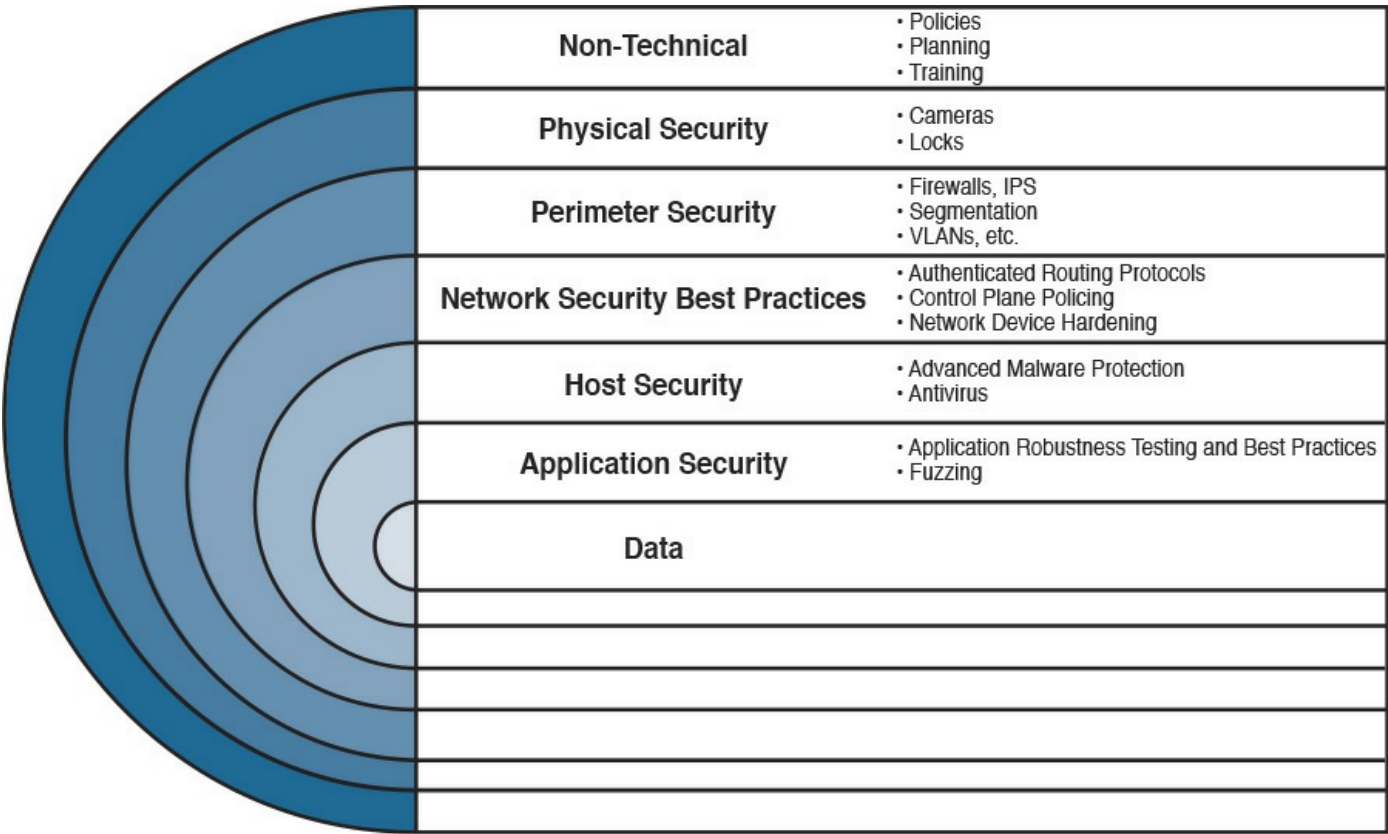 Non-Technical
• Policies
• Planning
• Training
Physical Security
• Cameras
• Locks
Perimeter Security
• Firewalls, IPS
• Segmentation
• VLANs, etc.
Network Security Best Practices
• Authenticated Routing Protocols
• Control Plane Policing
• Network Device Hardening
Host Security
• Advanced Malware Protection
• Antivirus
Application Security
• Application Robustness Testing and Best Practices
• Fuzzing
Data